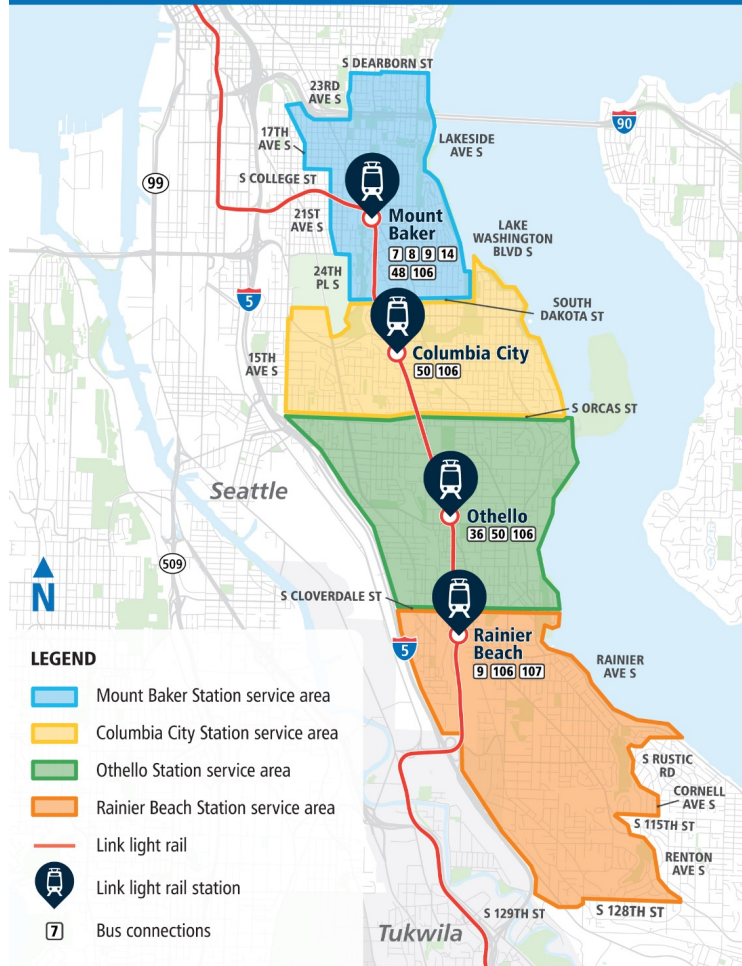 S DEARBORN ST
23RD
AVE S
90
17TH
AVE S
LAKESIDE
AVE S
S COLLEGE ST
99
21ST
AVE S
Mount
Baker
7 8 9 14
48 106
LAKE
WASHINGTON
BLVD S
24TH
PL S
5
SOUTH
DAKOTA ST
15TH
AVE S
Columbia City
50 106
S ORCAS ST
Seattle
Othello
36 50 106
509
N
S CLOVERDALE ST
5
Rainier
Beach
9 106 107
RAINIER
AVE S
LEGEND
Mount Baker Station service area
Columbia City Station service area
Othello Station service area
Rainier Beach Station service area
Link light rail
Link light rail station
7 Bus connections
S RUSTIC
RD
CORNELL
AVE S
S 115TH ST
RENTON
AVE S
S 129TH ST
S 128TH ST
Tukwila